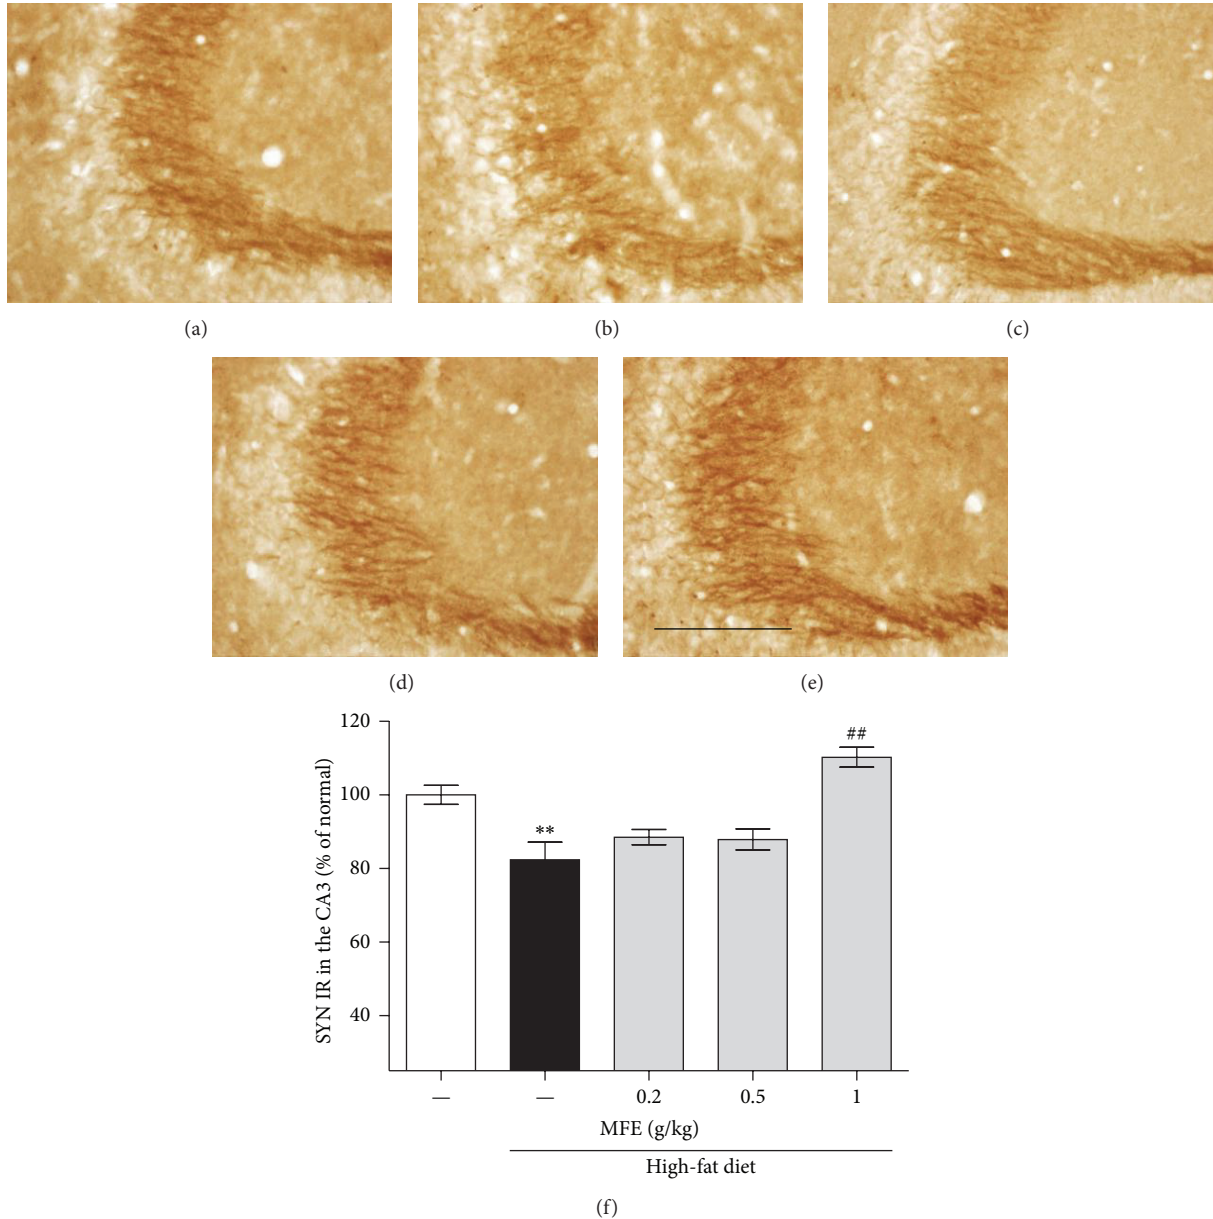 (a)
(b)
(c)
(d)
(e)
SYN IR in the CA3 (% of normal)
120
100
80
60
40
**
##
— — 0.2 0.5 1
MFE (g/kg)
High-fat diet
(f)